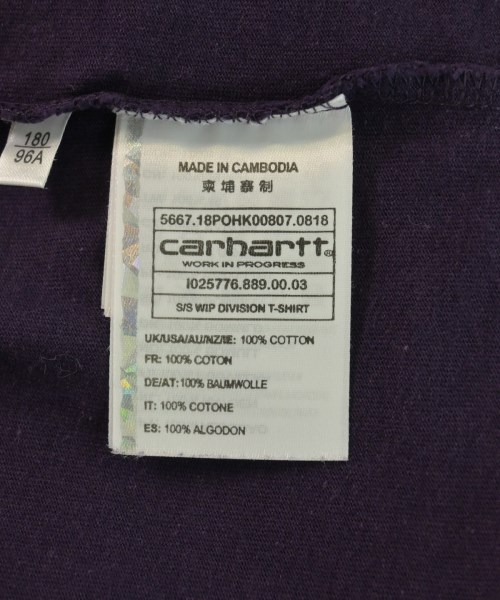 180
96A
MADE IN CAMBODIA
柬埔寨制
5667.18POHK00807.0818
carhartt®
WORK IN PROGRESS
I025776.889.00.03
S/S WIP DIVISION T-SHIRT
UK/USA/AU/NZ/IE: 100% COTTON
FR: 100% COTON
DE/AT: 100% BAUMWOLLE
IT: 100% COTONE
ES: 100% ALGODON